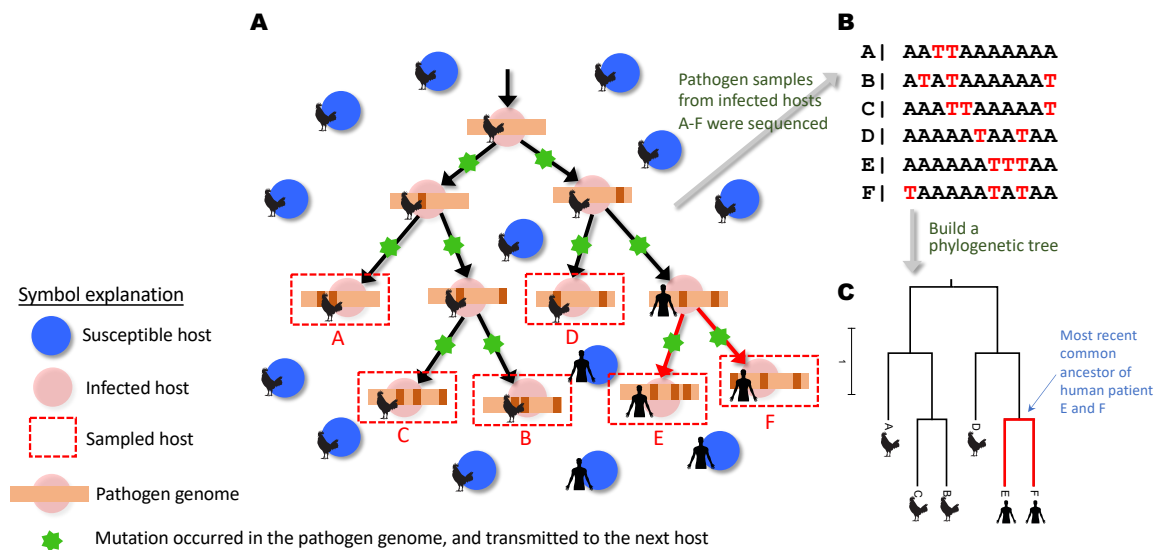 A
B
Pathogen samples
from infected hosts
A-F were sequenced
A| AATTAAAAAAA
B| ATATAAAAAAT
C| AAATTAAAAAT
D| AAAAATAATAA
E| AAAAAATTTAA
F| TAAAAATATAA
Build a
phylogenetic tree
Symbol explanation
Susceptible host
Infected host
Sampled host
Pathogen genome
Mutation occurred in the pathogen genome, and transmitted to the next host
A
D
C
B
E
F
C
1
Most recent
common
ancestor of
human patient
E and F
A
D
C
B
E
F